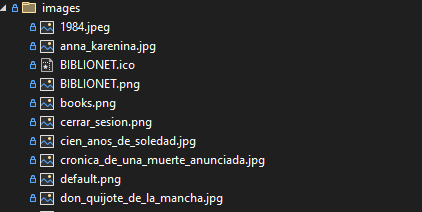 images
1984.jpeg
anna_karenina.jpg
BIBLIONET.ico
BIBLIONET.png
books.png
cerrar_sesion.png
cien_anos_de_soledad.jpg
cronica_de_una_muerte_anunciada.jpg
default.png
don_quijote_de_la_mancha.jpg